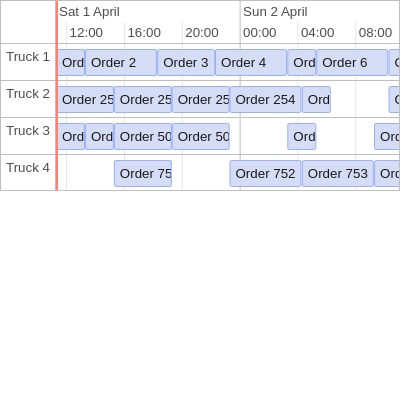 Sat 1 April Sun 2 April
12:00 16:00 20:00 00:00 04:00 08:00
Truck 1 Ord Order 2 Order 3 Order 4 Ord Order 6
Truck 2 Order 25 Order 25 Order 25 Order 254 Ord
Truck 3 Ord Ord Order 50 Order 50 Ord Ord
Truck 4 Order 75 Order 752 Order 753 Ord